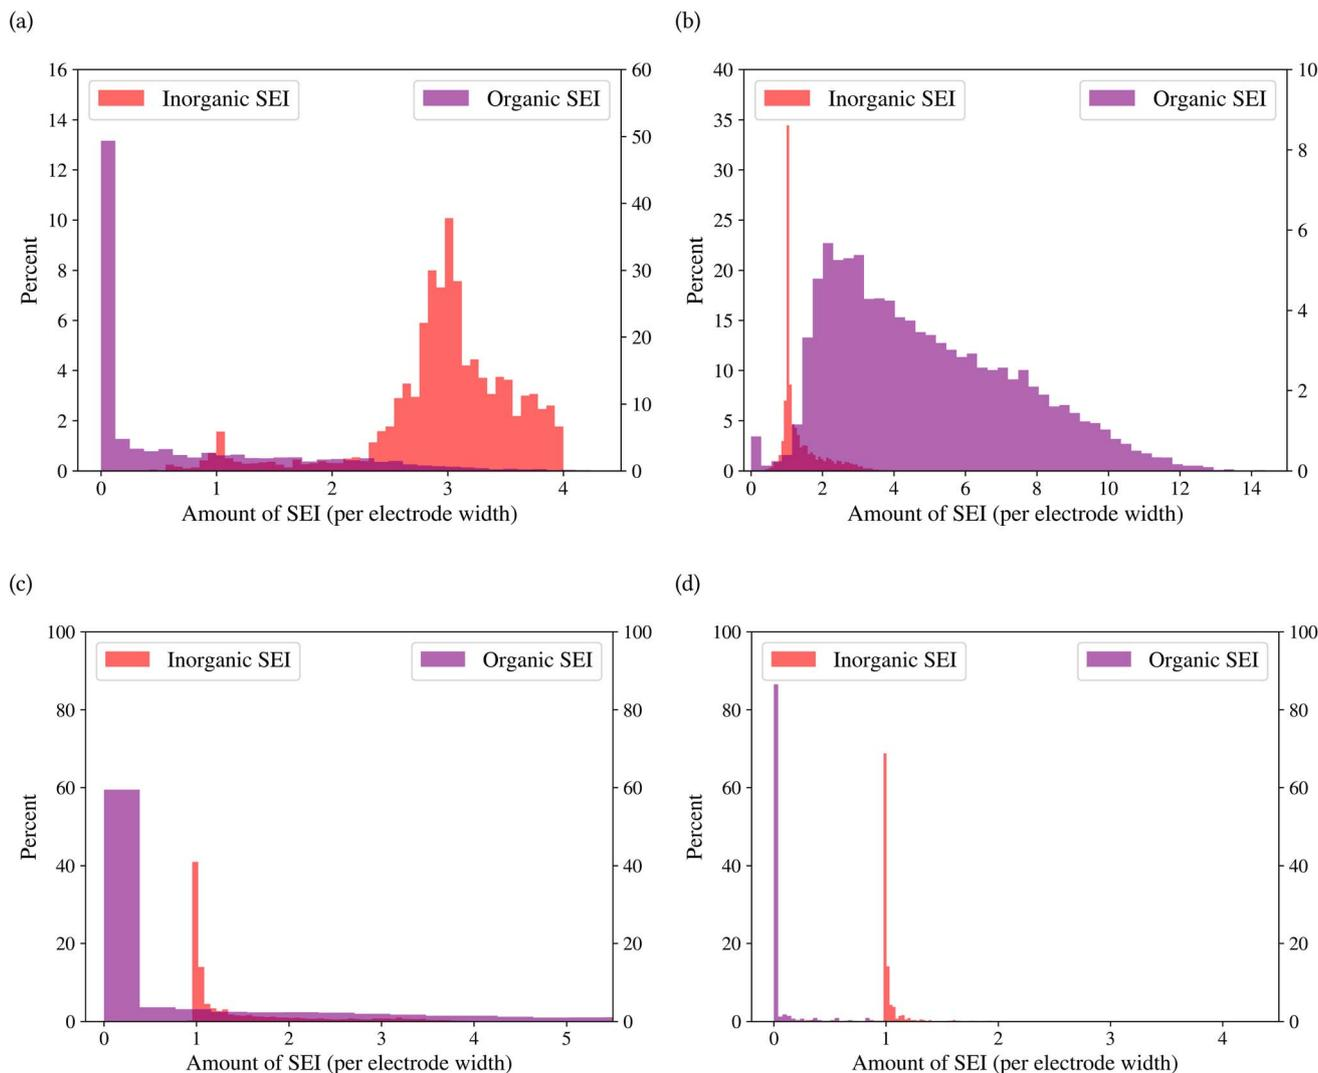 (a)
(b)
16
14
12
10
8
6
4
2
0
Percent
Inorganic SEI
Organic SEI
60
50
40
30
20
10
0
0 1 2 3 4
Amount of SEI (per electrode width)
40
35
30
25
20
15
10
5
0
Percent
Inorganic SEI
Organic SEI
10
8
6
4
2
0
0 2 4 6 8 10 12 14
Amount of SEI (per electrode width)
(c)
(d)
100
80
60
40
20
0
Percent
Inorganic SEI
Organic SEI
100
80
60
40
20
0
0 1 2 3 4 5
Amount of SEI (per electrode width)
100
80
60
40
20
0
Percent
Inorganic SEI
Organic SEI
100
80
60
40
20
0
0 1 2 3 4
Amount of SEI (per electrode width)